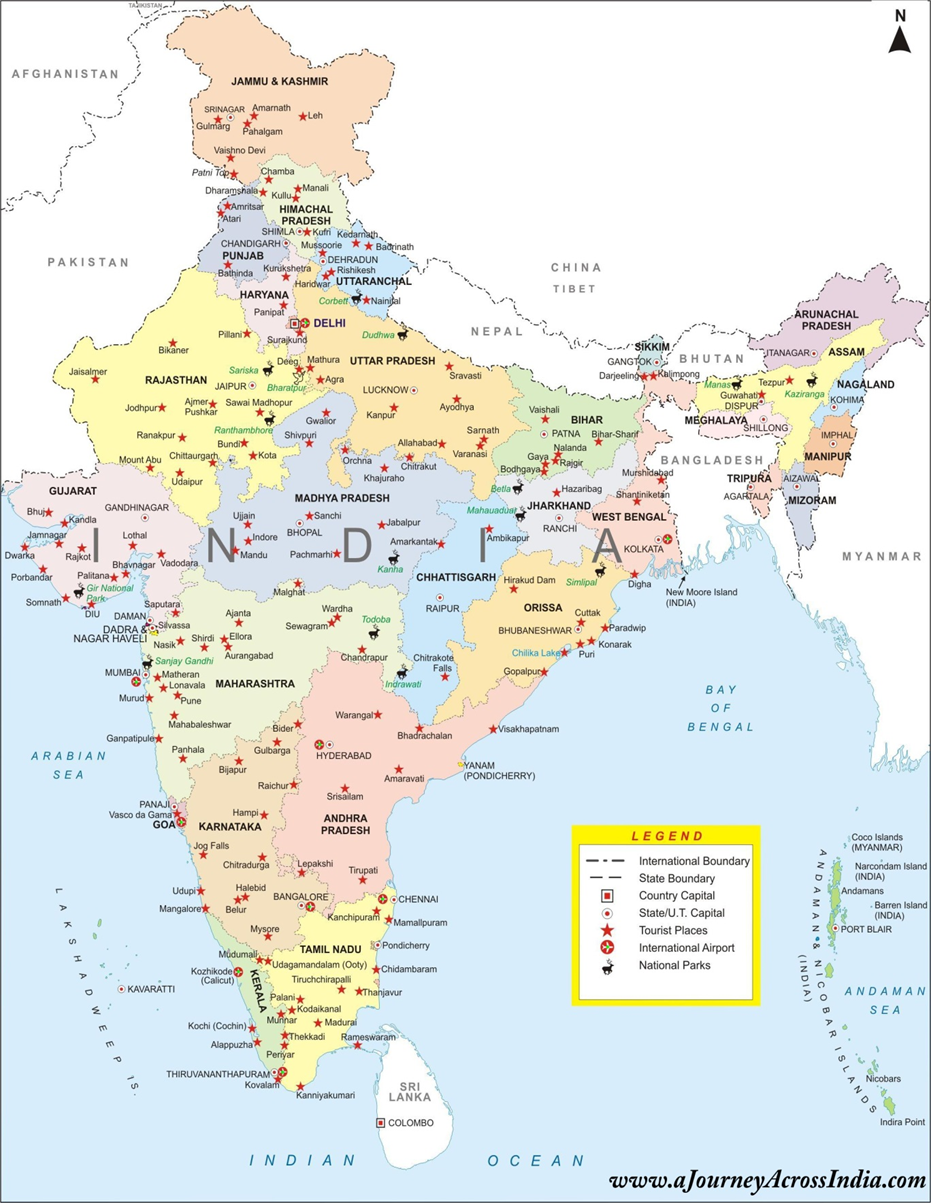 TAJIKISTAN
N
AFGHANISTAN
JAMMU & KASHMIR
SRINAGAR
Amarnath
Leh
Gulmarg
Pahalgam
Vaishno Devi
Patni Top
Chamba
Dharamshala
Manali
Kullu
Amritsar
Atari
HIMACHAL
PRADESH
SHIMLA
Kufri
Kedarnath
CHANDIGARH
Mussoorie
Badrinath
PAKISTAN
PUNJAB
DEHRADUN
Kurukshetra
Rishikesh
Bathinda
Haridwar
UTTARANCHAL
CHINA
TIBET
HARYANA
Corbett
Nainital
Panipat
DELHI
Pillani
Surajkund
Dudhwa
NEPAL
ARUNACHAL
PRADESH
Bikaner
SIKKIM
BHUTAN
ITANAGAR
ASSAM
Deeg
Mathura
UTTAR PRADESH
GANGTOK
Jaisalmer
Sariska
Sravasti
Darjeeling
Kalimpong
Manas
Tezpur
NAGALAND
RAJASTHAN
JAIPUR
Bharatpur
Agra
LUCKNOW
Guwahati
Kaziranga
DISPUR
KOHIMA
Jodhpur
Ajmer
Pushkar
Sawai Madhopur
Kanpur
Ayodhya
Vaishali
BIHAR
MEGHALAYA
SHILLONG
Gwalior
Ranthambhore
Sarnath
PATNA
Bihar-Sharif
IMPHAL
Ranakpur
Bundi
Shivpuri
Allahabad
Varanasi
Nalanda
MANIPUR
Mount Abu
Chittaurgarh
Kota
Orchna
Chitrakut
Gaya
Rajgir
BANGLADESH
Khajuraho
Bodhgaya
Murshidabad
TRIPURA
AIZAWAL
Udaipur
GUJARAT
Betla
Hazaribag
Shantiniketan
AGARTALA
MIZORAM
MADHYA PRADESH
JHARKHAND
Bhuj
GANDHINAGAR
Mahauadur
WEST BENGAL
Kandla
Ujjain
Sanchi
Jabalpur
RANCHI
Jamnagar
Lothal
BHOPAL
Ambikapur
KOLKATA
INDIA
Indore
Amarkantak
Dwarka
Rajkot
Mandu
Pachmarhi
MYANMAR
Vadodara
Kanha
Bhavnagar
CHHATTISGARH
Porbandar
Palitana
Hirakud Dam
Simlipal
Digha
New Moore Island
(INDIA)
Gir National
Park
Malghat
Somnath
DIU
Saputara
RAIPUR
ORISSA
DAMAN
Silvassa
Ajanta
Wardha
Cuttak
DADRA &
NAGAR HAVELI
Sewagram
Todoba
BHUBANESWAR
Paradwip
Nasik
Shirdi
Ellora
Konarak
Aurangabad
Chandrapur
Chilika Lake
Puri
Sanjay Gandhi
Chitrakote
Falls
MUMBAI
Matheran
Gopalpur
Lonavala
MAHARASHTRA
Indrawati
Murud
Pune
BAY
OF
BENGAL
Mahabaleshwar
Warangal
Bider
Bhadrachalan
Visakhapatnam
Ganpatipule
Gulbarga
HYDERABAD
ARABIAN
SEA
Panhala
Bijapur
YANAM
(PONDICHERRY)
Amaravati
Raichur
Srisailam
PANAJI
Vasco da Gama
Hampi
GOA
KARNATAKA
ANDHRA
PRADESH
Jog Falls
Chitradurga
Lepakshi
Tirupati
Udupi
Halebid
BANGALORE
CHENNAI
Mangalore
Belur
Kanchipuram
Mamallpuram
Mysore
TAMIL NADU
Pondicherry
Mudumali
Udagamandalam (Ooty)
Chidambaram
Kozhikode
(Calicut)
Tiruchchirapalli
KERALA
Palani
Thanjavur
KAVARATTI
Kodaikanal
Munnar
Madurai
Kochi (Cochin)
Thekkadi
Rameswaram
Alappuzha
Periyar
THIRUVANANTHAPURAM
Kovalam
Kanniyakumari
LAKSHADWEEP IS
SRI
LANKA
COLOMBO
INDIAN OCEAN
LEGEND
International Boundary
State Boundary
Country Capital
State/U.T. Capital
Tourist Places
International Airport
National Parks
Coco Islands
(MYANMAR)
Narcondam Island
(INDIA)
Andamans
Barren Island
(INDIA)
PORT BLAIR
ANDAMAN & NICOBAR ISLANDS
(INDIA)
ANDAMAN
SEA
Nicobars
Indira Point
www.aJourneyAcrossIndia.com